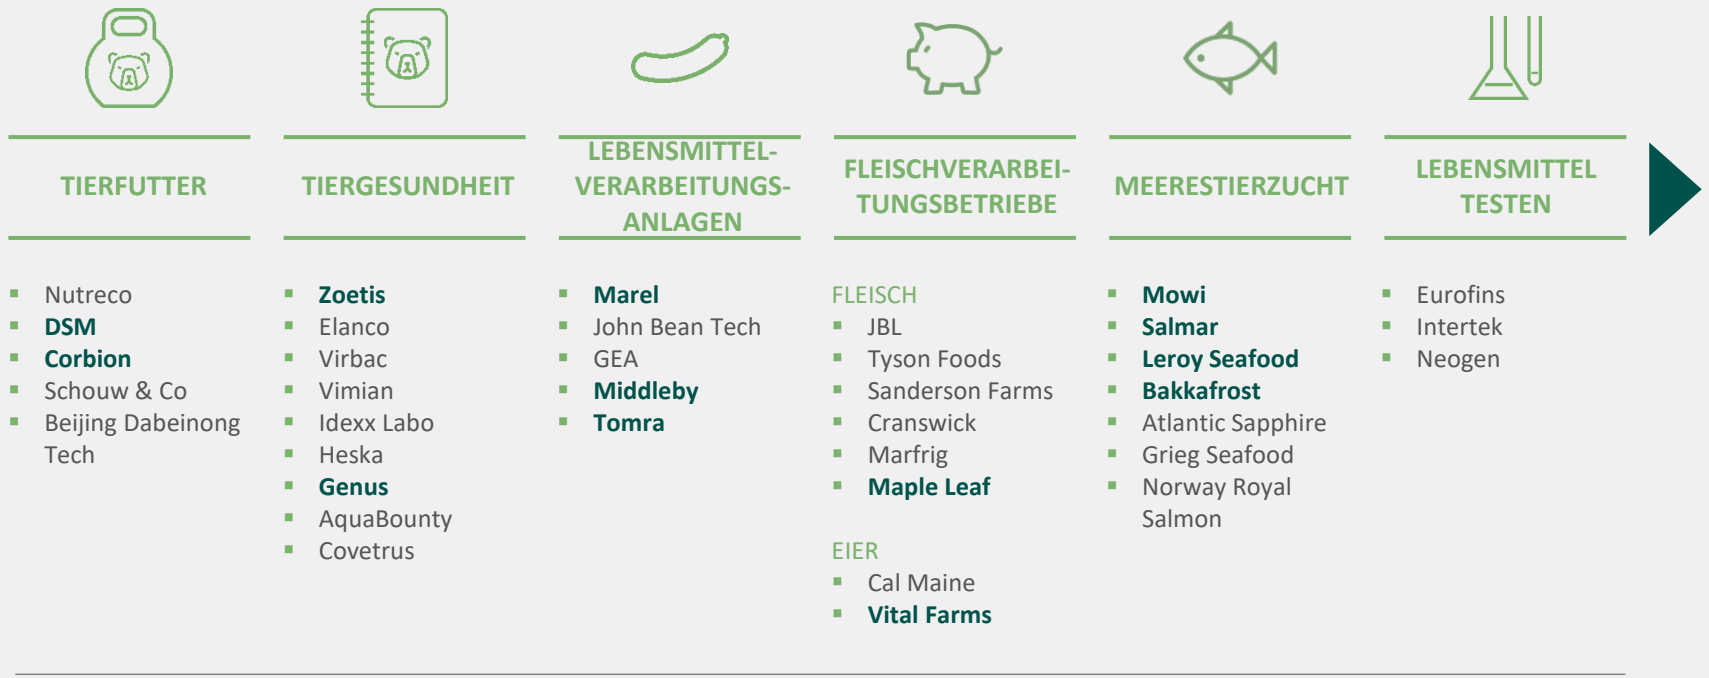 TIERFUTTER
Nutreco
DSM
Corbion
Schouw & Co
Beijing Dabeinong
Tech
TIERGESUNDHEIT
Zoetis
Elanco
Virbac
Vimian
Idexx Labo
Heska
Genus
AquaBounty
Covetrus
LEBENSMITTEL-
VERARBEITUNGS-
ANLAGEN
Marel
John Bean Tech
GEA
Middleby
Tomra
FLEISCHVERARBEI-
TUNGSBETRIEBE
FLEISCH
JBL
Tyson Foods
Sanderson Farms
Cranswick
Marfrig
Maple Leaf
EIER
Cal Maine
Vital Farms
MEERESTIERZUCHT
Mowi
Salmar
Leroy Seafood
Bakkafrost
Atlantic Sapphire
Grieg Seafood
Norway Royal
Salmon
LEBENSMITTEL
TESTEN
Eurofins
Intertek
Neogen